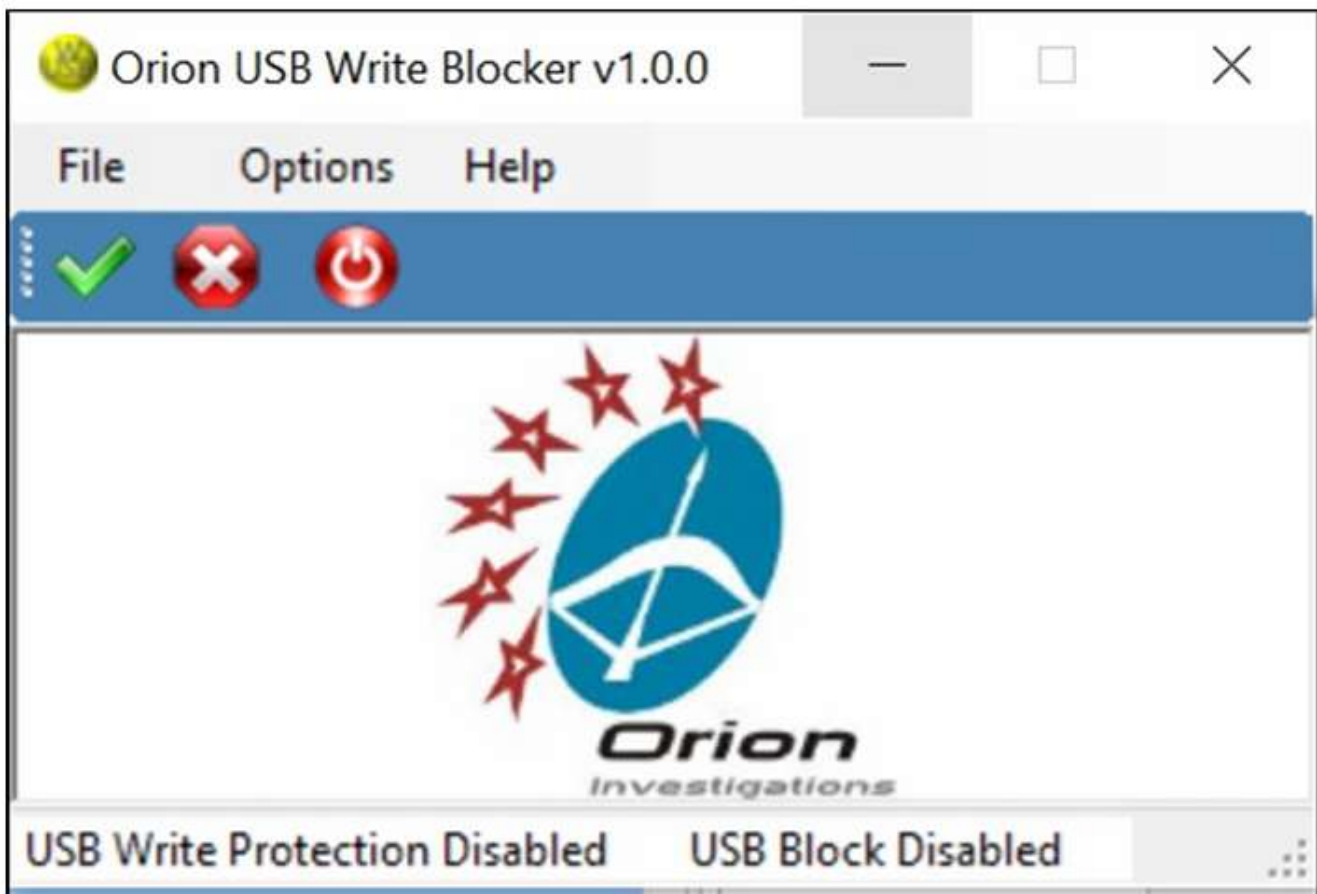 Orion USB Write Blocker v1.0.0
File Options Help
Orion
Investigations
USB Write Protection Disabled USB Block Disabled